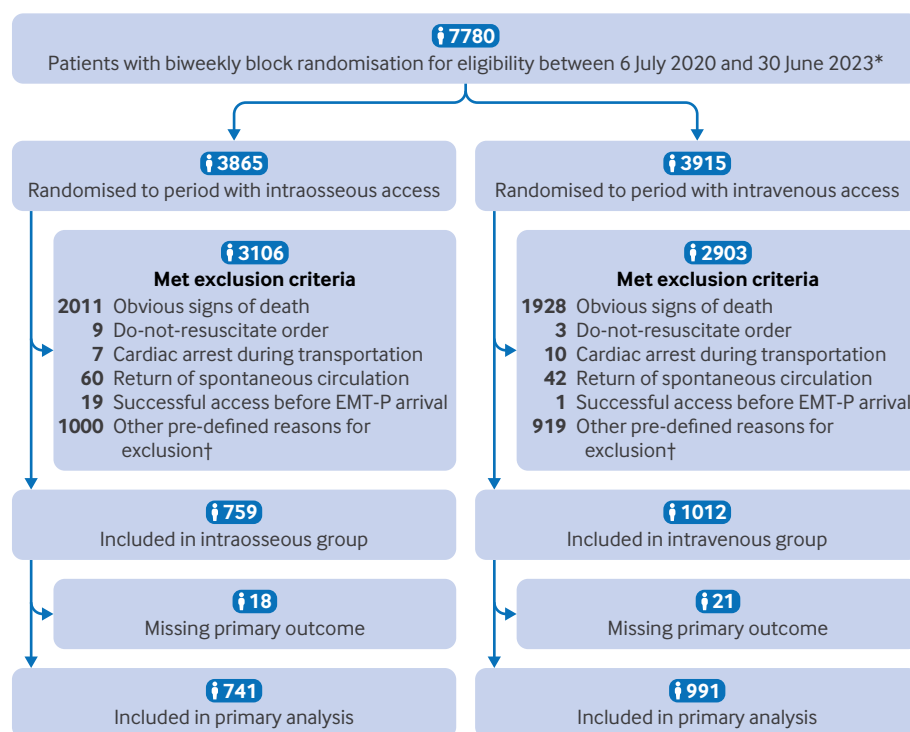 7780
Patients with biweekly block randomisation for eligibility between 6 July 2020 and 30 June 2023*
3865
Randomised to period with intraosseous access
3915
Randomised to period with intravenous access
3106
Met exclusion criteria
2011 Obvious signs of death
9 Do-not-resuscitate order
7 Cardiac arrest during transportation
60 Return of spontaneous circulation
19 Successful access before EMT-P arrival
1000 Other pre-defined reasons for
exclusion†
2903
Met exclusion criteria
1928 Obvious signs of death
3 Do-not-resuscitate order
10 Cardiac arrest during transportation
42 Return of spontaneous circulation
1 Successful access before EMT-P arrival
919 Other pre-defined reasons for
exclusion†
759
Included in intraosseous group
1012
Included in intravenous group
18
Missing primary outcome
21
Missing primary outcome
741
Included in primary analysis
991
Included in primary analysis